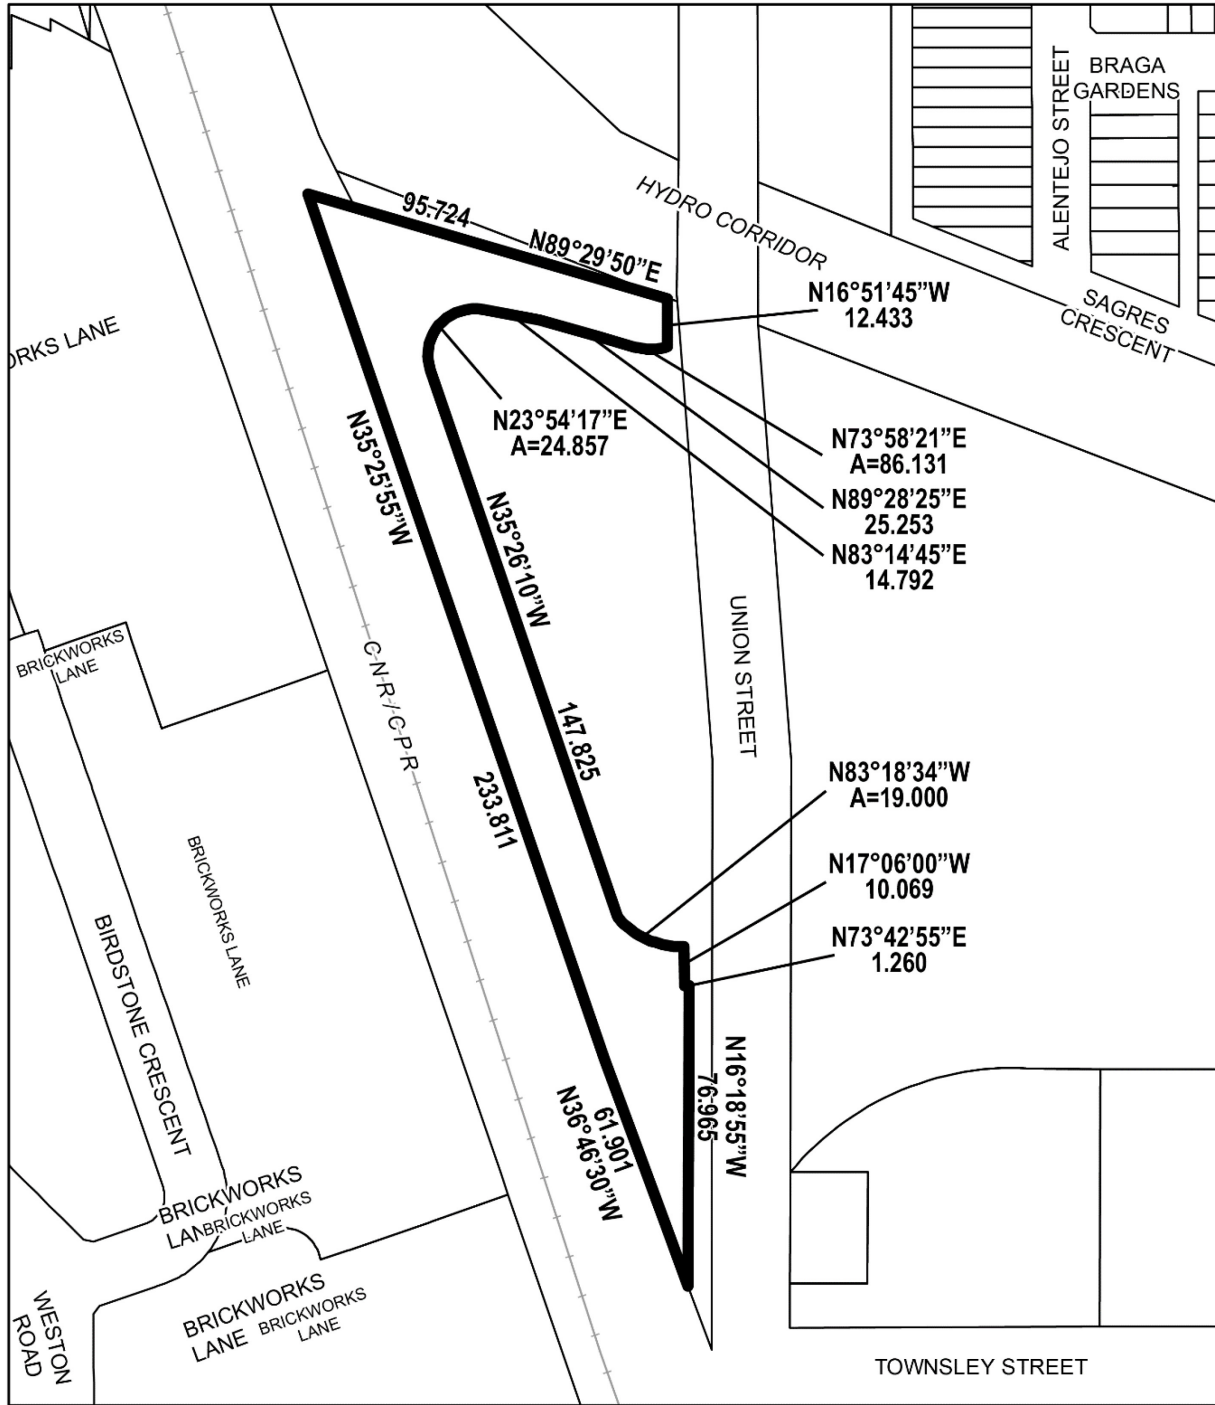 BRAGA
GARDENS
ALENTEJO STREET
HYDRO CORRIDOR
SAGRES
CRESCENT
95.724
N89°29’50”E
N16°51’45”W
12.433
ORKS LANE
N23°54’17”E
A=24.857
N73°58’21”E
A=86.131
N89°28’25”E
25.253
N83°14’45”E
14.792
N35°25’55”W
N35°26’10”W
UNION STREET
BRICKWORKS
LANE
C-N-R-/-C-P-R
147.825
233.811
N83°18’34”W
A=19.000
N17°06’00”W
10.069
N73°42’55”E
1.260
BRICKWORKS LANE
BIRDSTONE CRESCENT
N16°18’55”W
76.965
61.901
N36°46’30”W
BRICKWORKS
LAN
BRICKWORKS
LANE
BRICKWORKS
LANE
BRICKWORKS
LANE
WESTON
ROAD
TOWNSLEY STREET